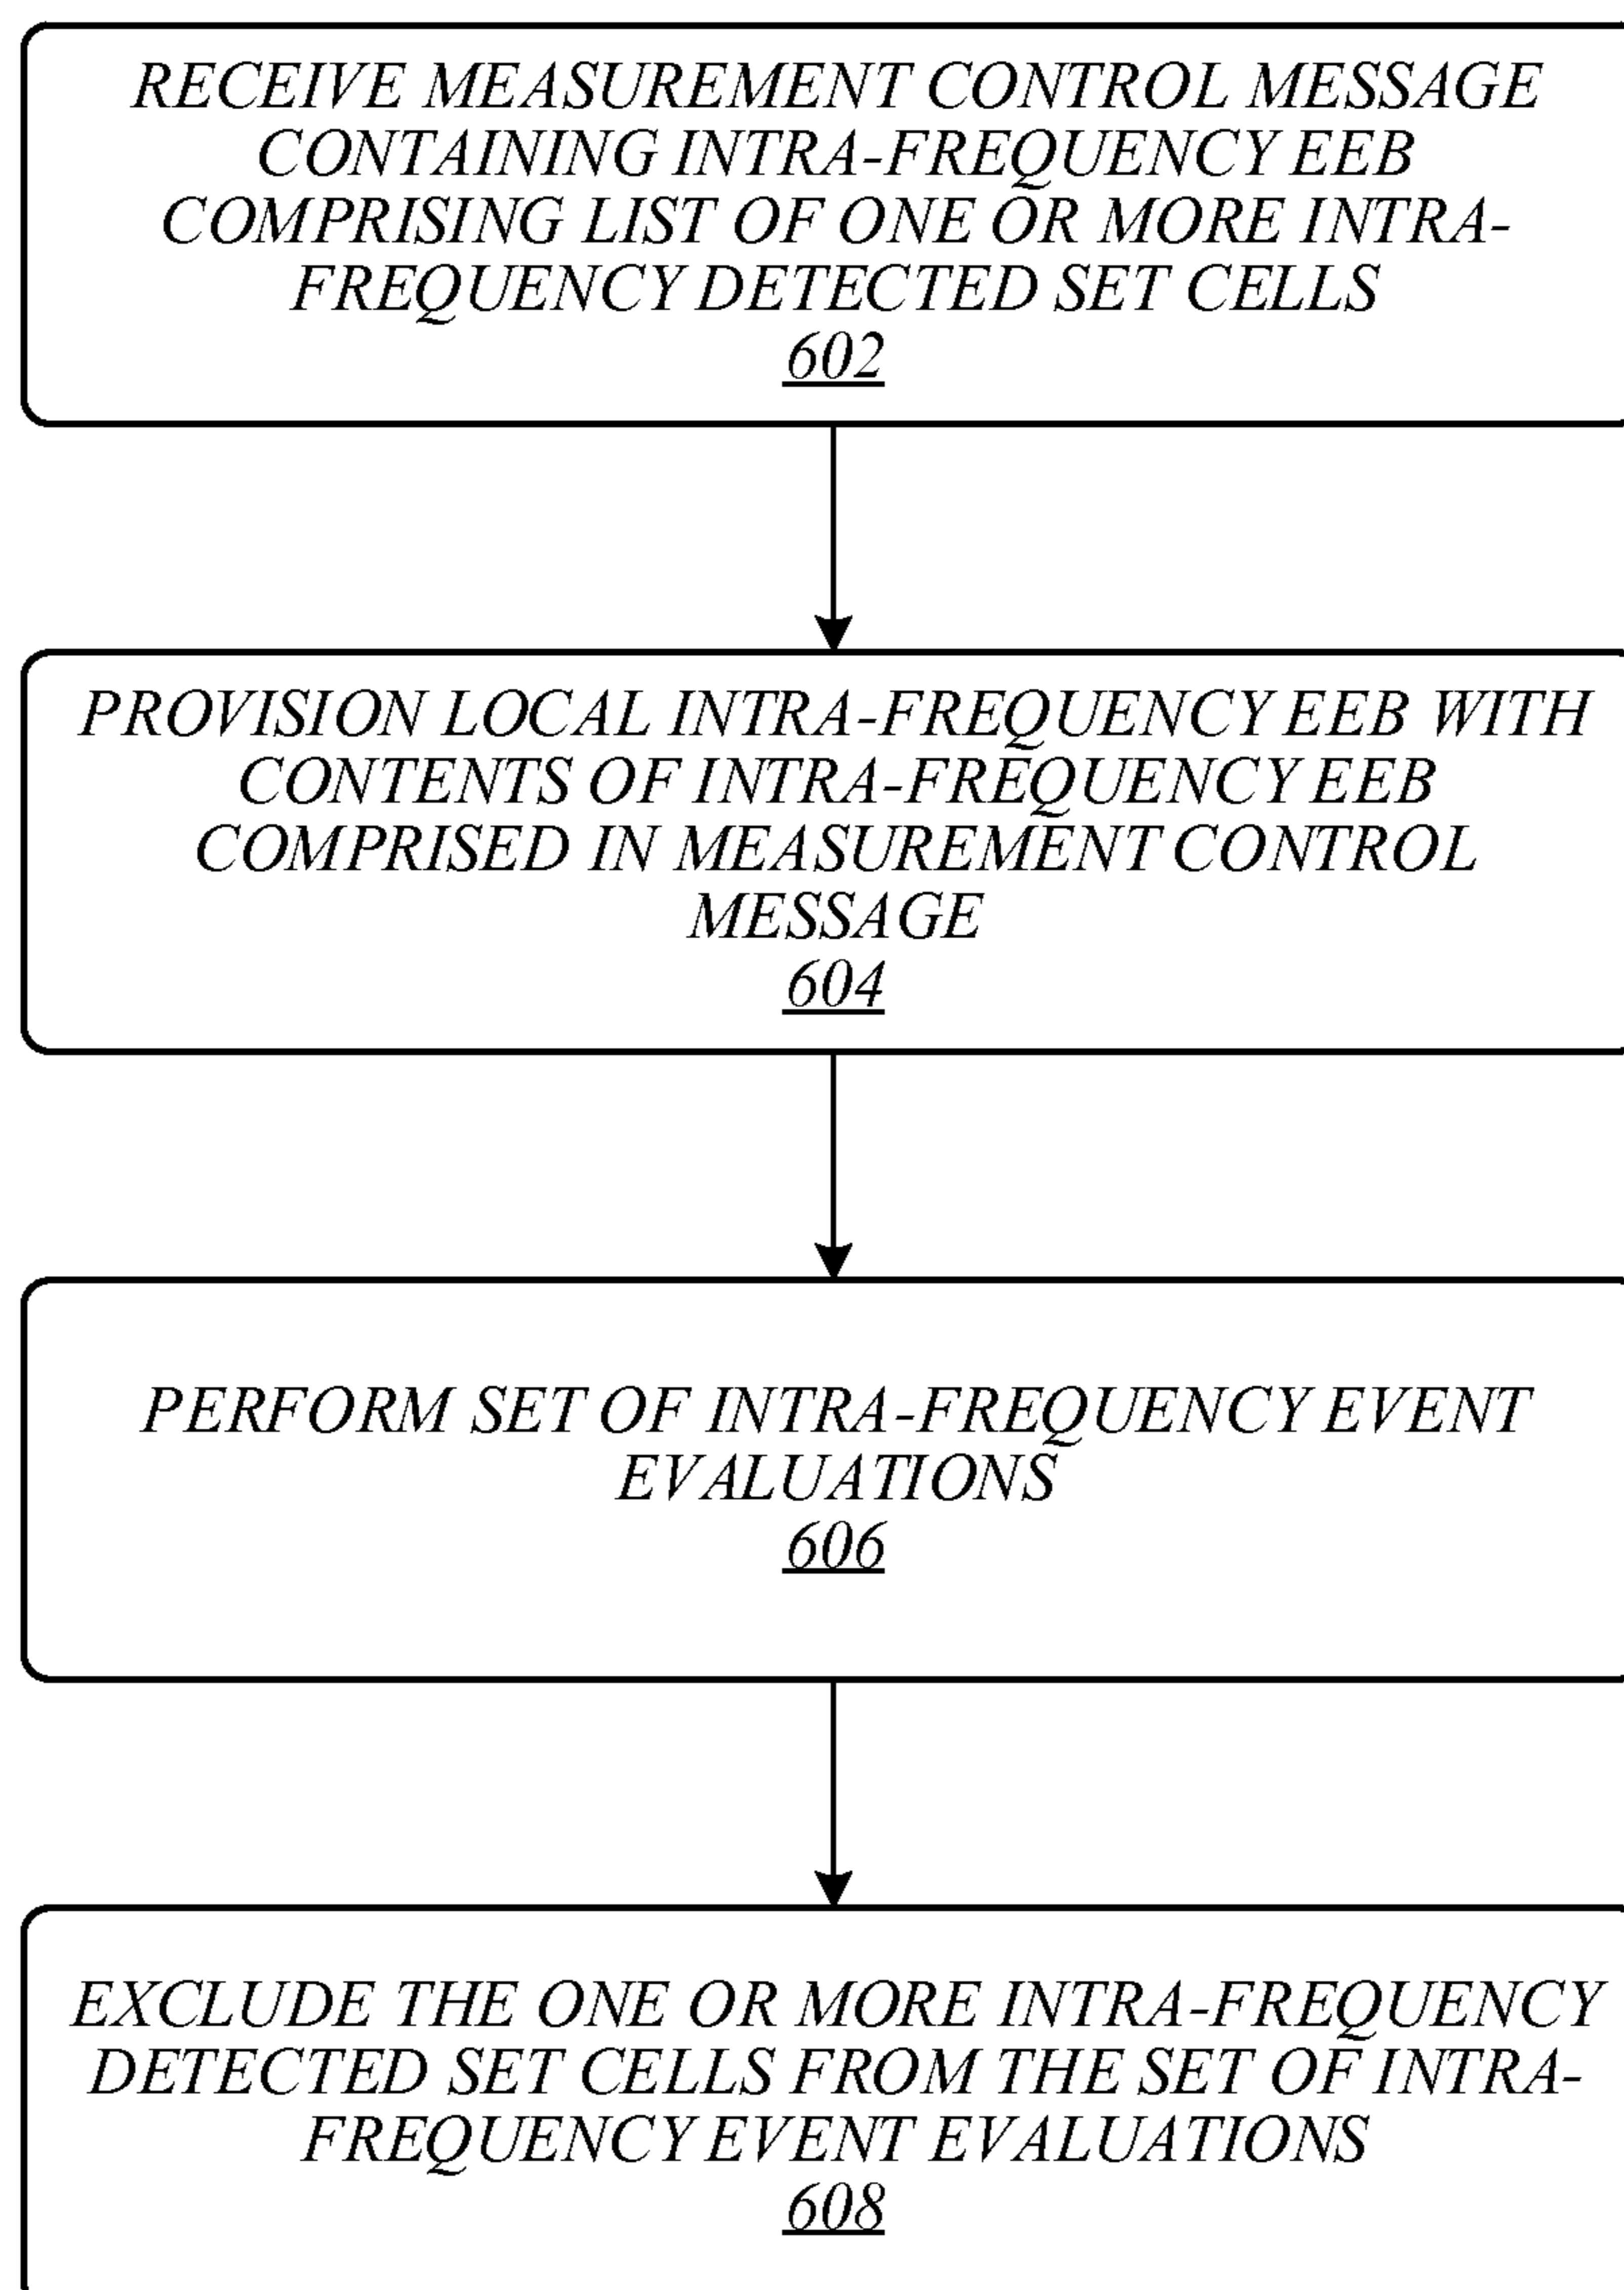 RECEIVE MEASUREMENT CONTROL MESSAGE
CONTAINING INTRA-FREQUENCY EEB
COMPRISING LIST OF ONE OR MORE INTRA-
FREQUENCY DETECTED SET CELLS
602
PROVISION LOCAL INTRA-FREQUENCY EEB WITH
CONTENTS OF INTRA-FREQUENCY EEB
COMPRISED IN MEASUREMENT CONTROL
MESSAGE
604
PERFORM SET OF INTRA-FREQUENCY EVENT
EVALUATIONS
606
EXCLUDE THE ONE OR MORE INTRA-FREQUENCY
DETECTED SET CELLS FROM THE SET OF INTRA-
FREQUENCY EVENT EVALUATIONS
608